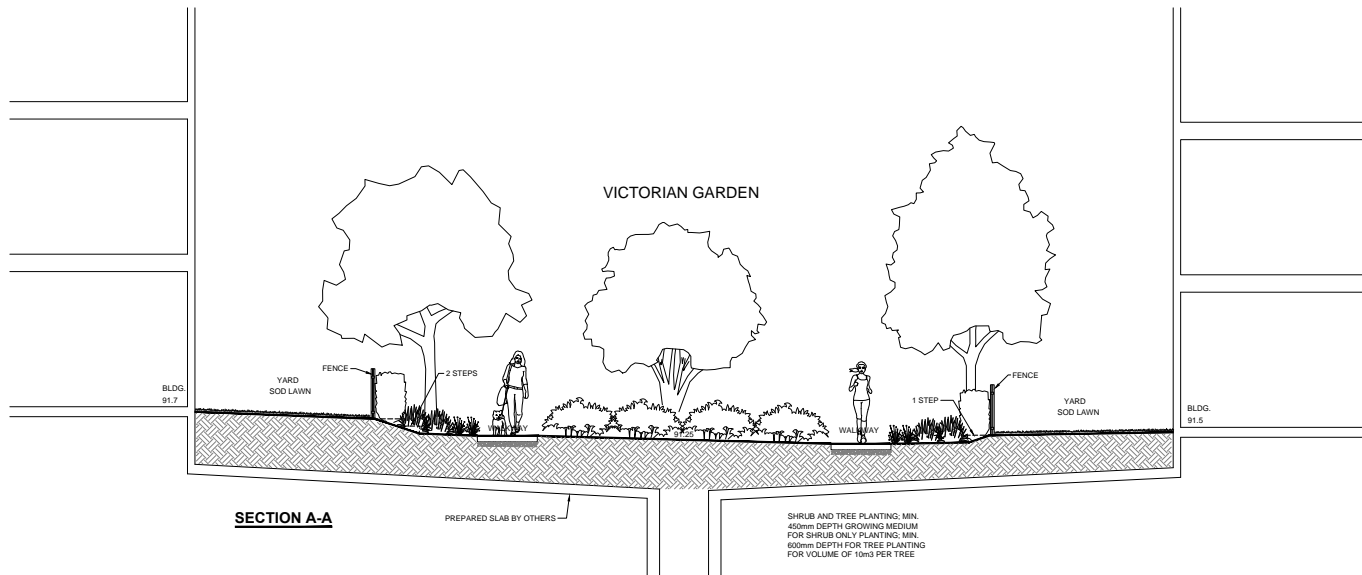 VICTORIAN GARDEN
FENCE
2 STEPS
YARD
SOD LAWN
BLDG.
91.7
WALKWAY
91.25
WALKWAY
1 STEP
FENCE
YARD
SOD LAWN
BLDG.
91.5
SECTION A-A
PREPARED SLAB BY OTHERS
SHRUB AND TREE PLANTING; MIN.
450mm DEPTH GROWING MEDIUM
FOR SHRUB ONLY PLANTING; MIN.
600mm DEPTH FOR TREE PLANTING
FOR VOLUME OF 10m3 PER TREE